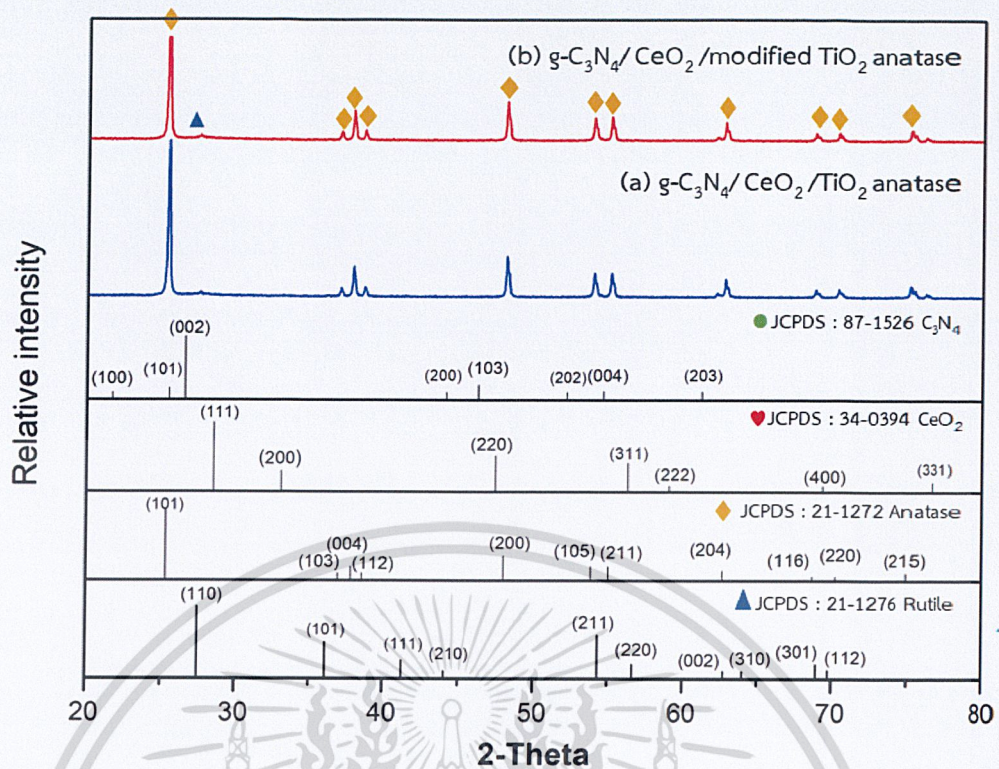 (b) g-C₃N₄/ CeO₂ /modified TiO₂ anatase
(a) g-C₃N₄/ CeO₂/TiO₂ anatase
Relative intensity
JCPDS : 87-1526 C₃N₄
(100) (101) (002) (200) (103) (202) (004) (203)
JCPDS : 34-0394 CeO₂
(111) (200) (220) (311) (222) (400) (331)
JCPDS : 21-1272 Anatase
(101) (103) (004) (112) (200) (105) (211) (204) (116) (220) (215)
JCPDS : 21-1276 Rutile
(110) (101) (111) (210) (211) (220) (002) (310) (301) (112)
20 30 40 50 60 70 80
2-Theta